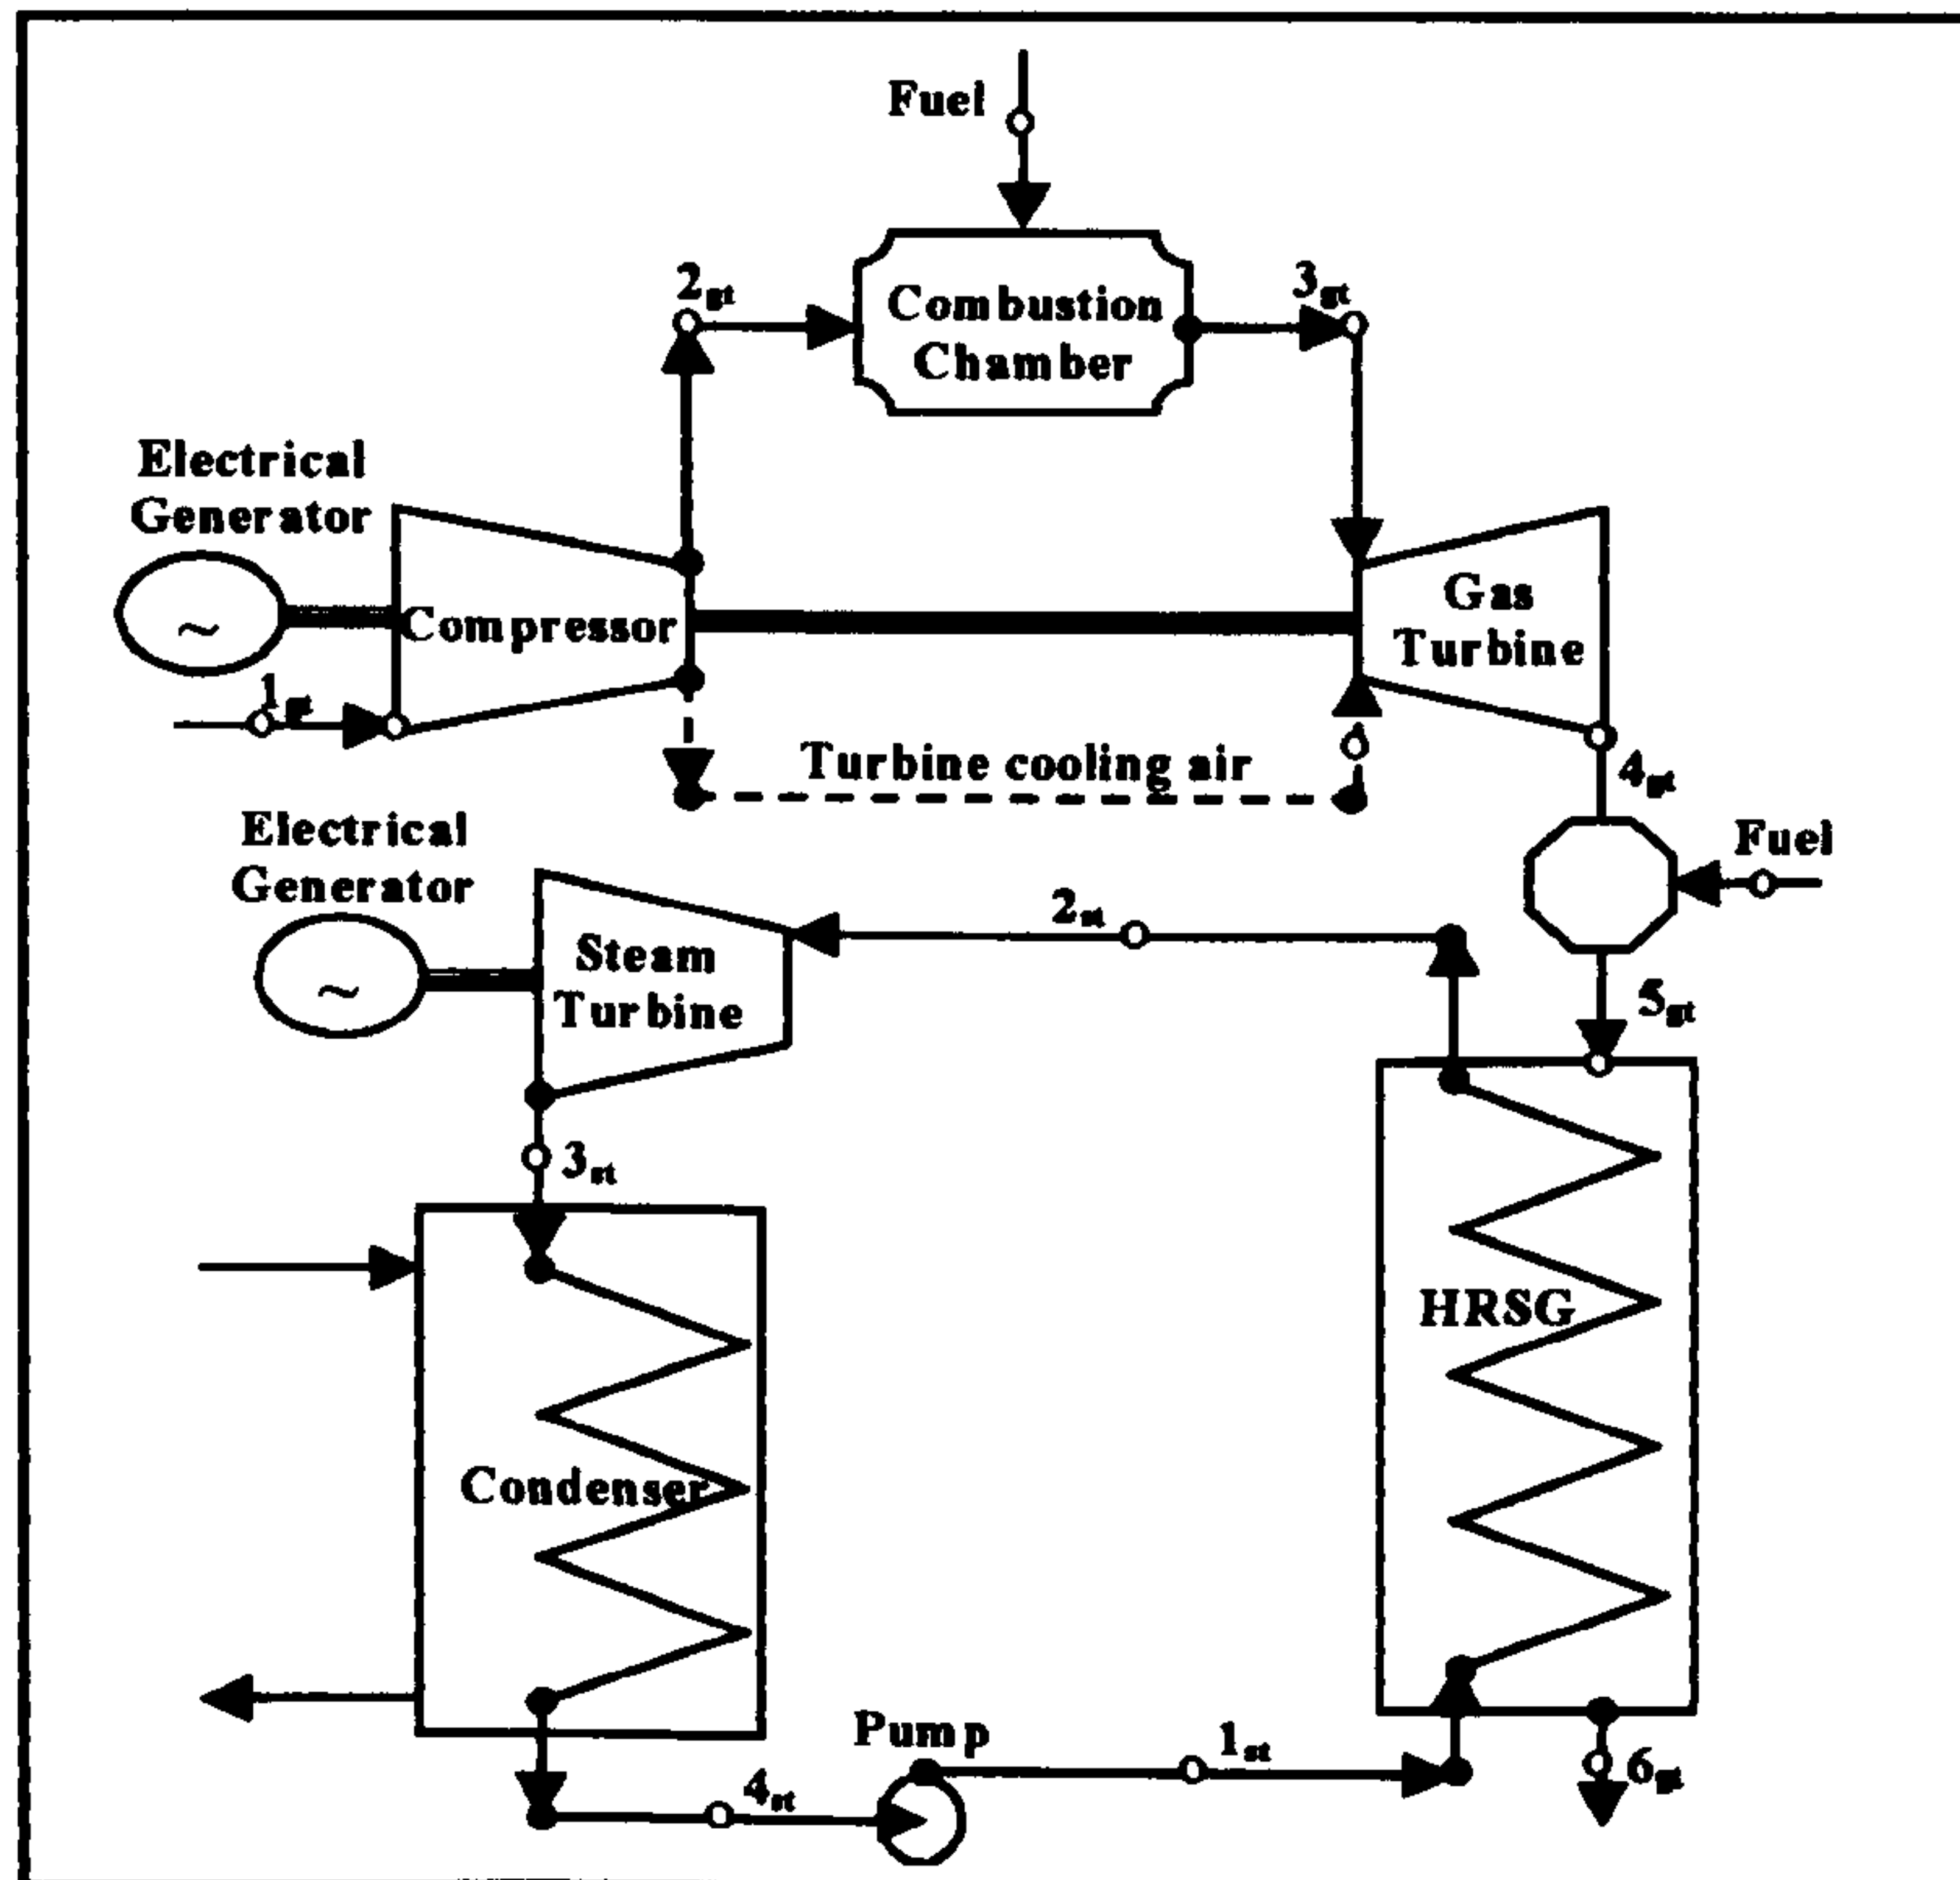 Fuel
2gt
Combustion
Chamber
3gt
Electrical
Generator
~
Compressor
Gas
Turbine
1gt
Turbine cooling air
4gt
Fuel
Electrical
Generator
~
Steam
Turbine
2st
5gt
3st
HRSG
Condenser
Pump
1st
4st
6gt